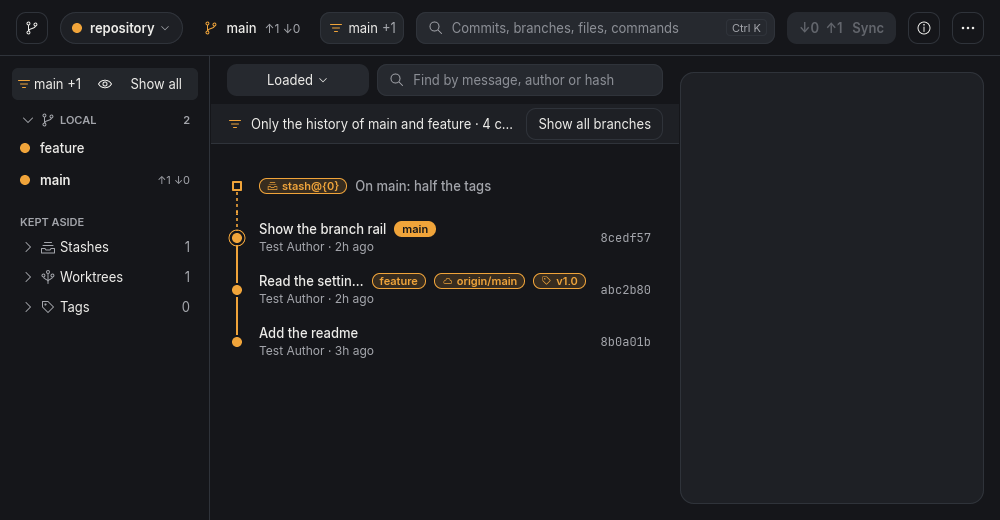 repository main ↑1 ↓0 main +1 Commits, branches, files, commands Ctrl K ↓0 ↑1 Sync
main +1 Show all
LOCAL 2
feature
main ↑1 ↓0
KEPT ASIDE
Stashes 1
Worktrees 1
Tags 0
Loaded Find by message, author or hash
Only the history of main and feature · 4 c... Show all branches
stash@{0} On main: half the tags
Show the branch rail main
Test Author · 2h ago 8cedf57
Read the settin... feature origin/main v1.0
Test Author · 2h ago abc2b80
Add the readme
Test Author · 3h ago 8b0a01b